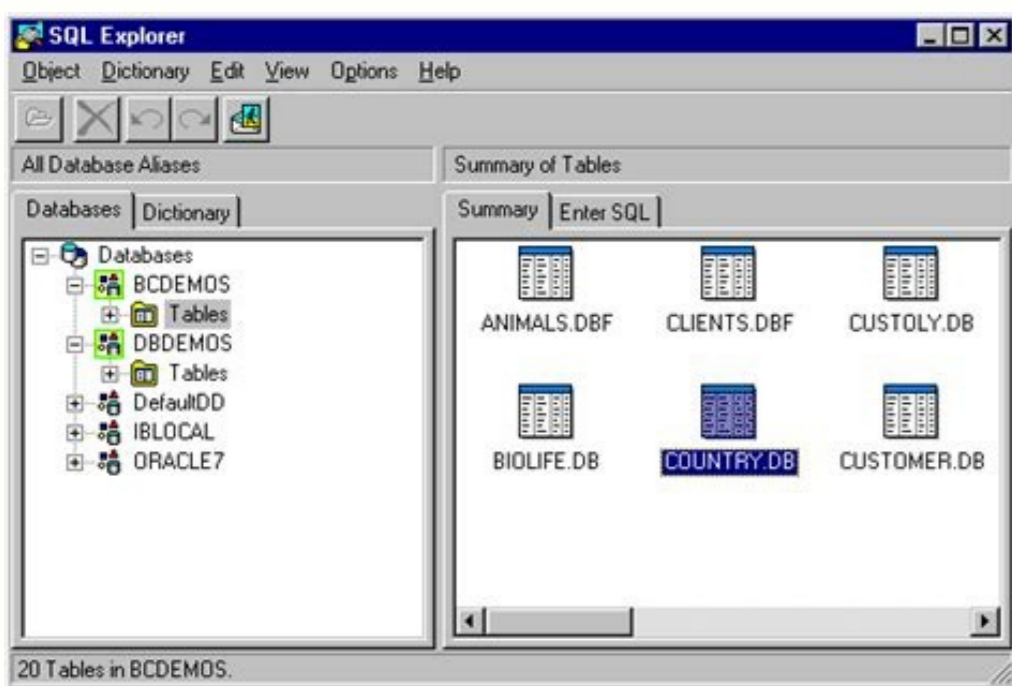 SQL Explorer
Object Dictionary Edit View Options Help
All Database Aliases
Summary of Tables
Databases Dictionary
Summary Enter SQL
Databases
BCDEMOS
Tables
DBDEMOS
Tables
DefaultDD
IBLOCAL
ORACLE7
ANIMALS.DBF CLIENTS.DBF CUSTOLY.DB
BIOLIFE.DB COUNTRY.DB CUSTOMER.DB
20 Tables in BCDEMOS.